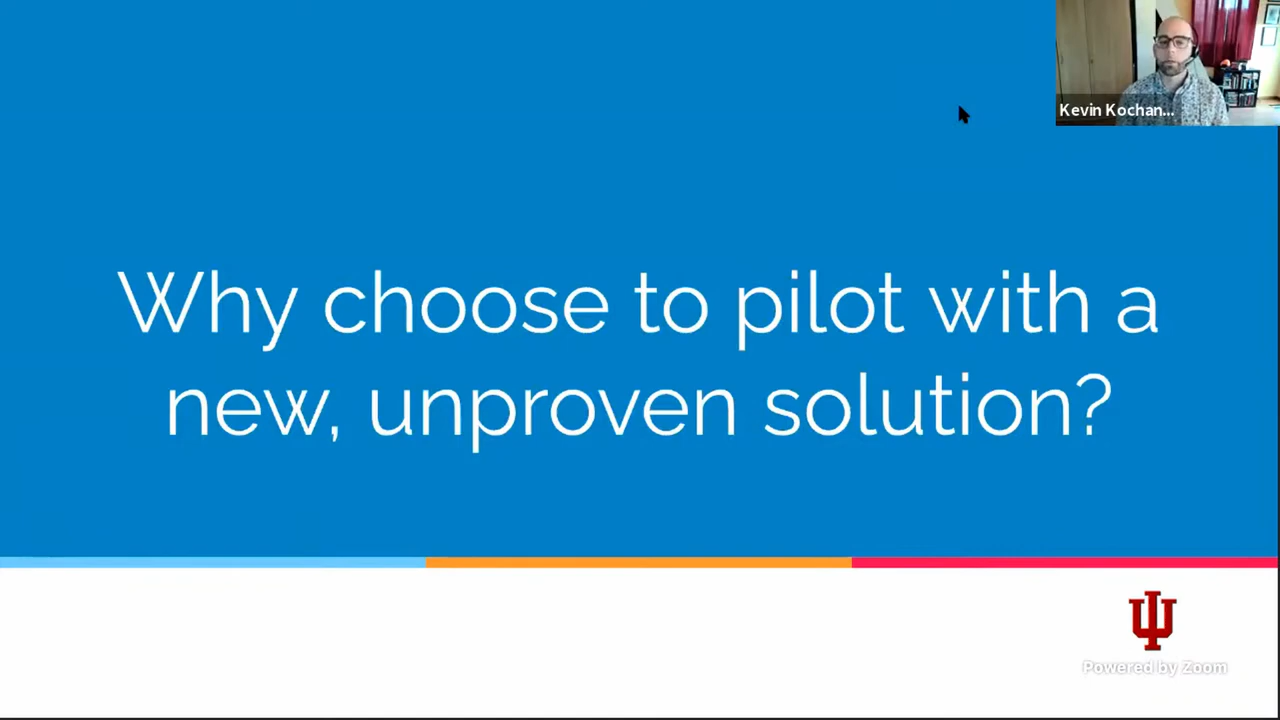 Kevin Kochan...
Why choose to pilot with a
new, unproven solution?
Powered by Zoom